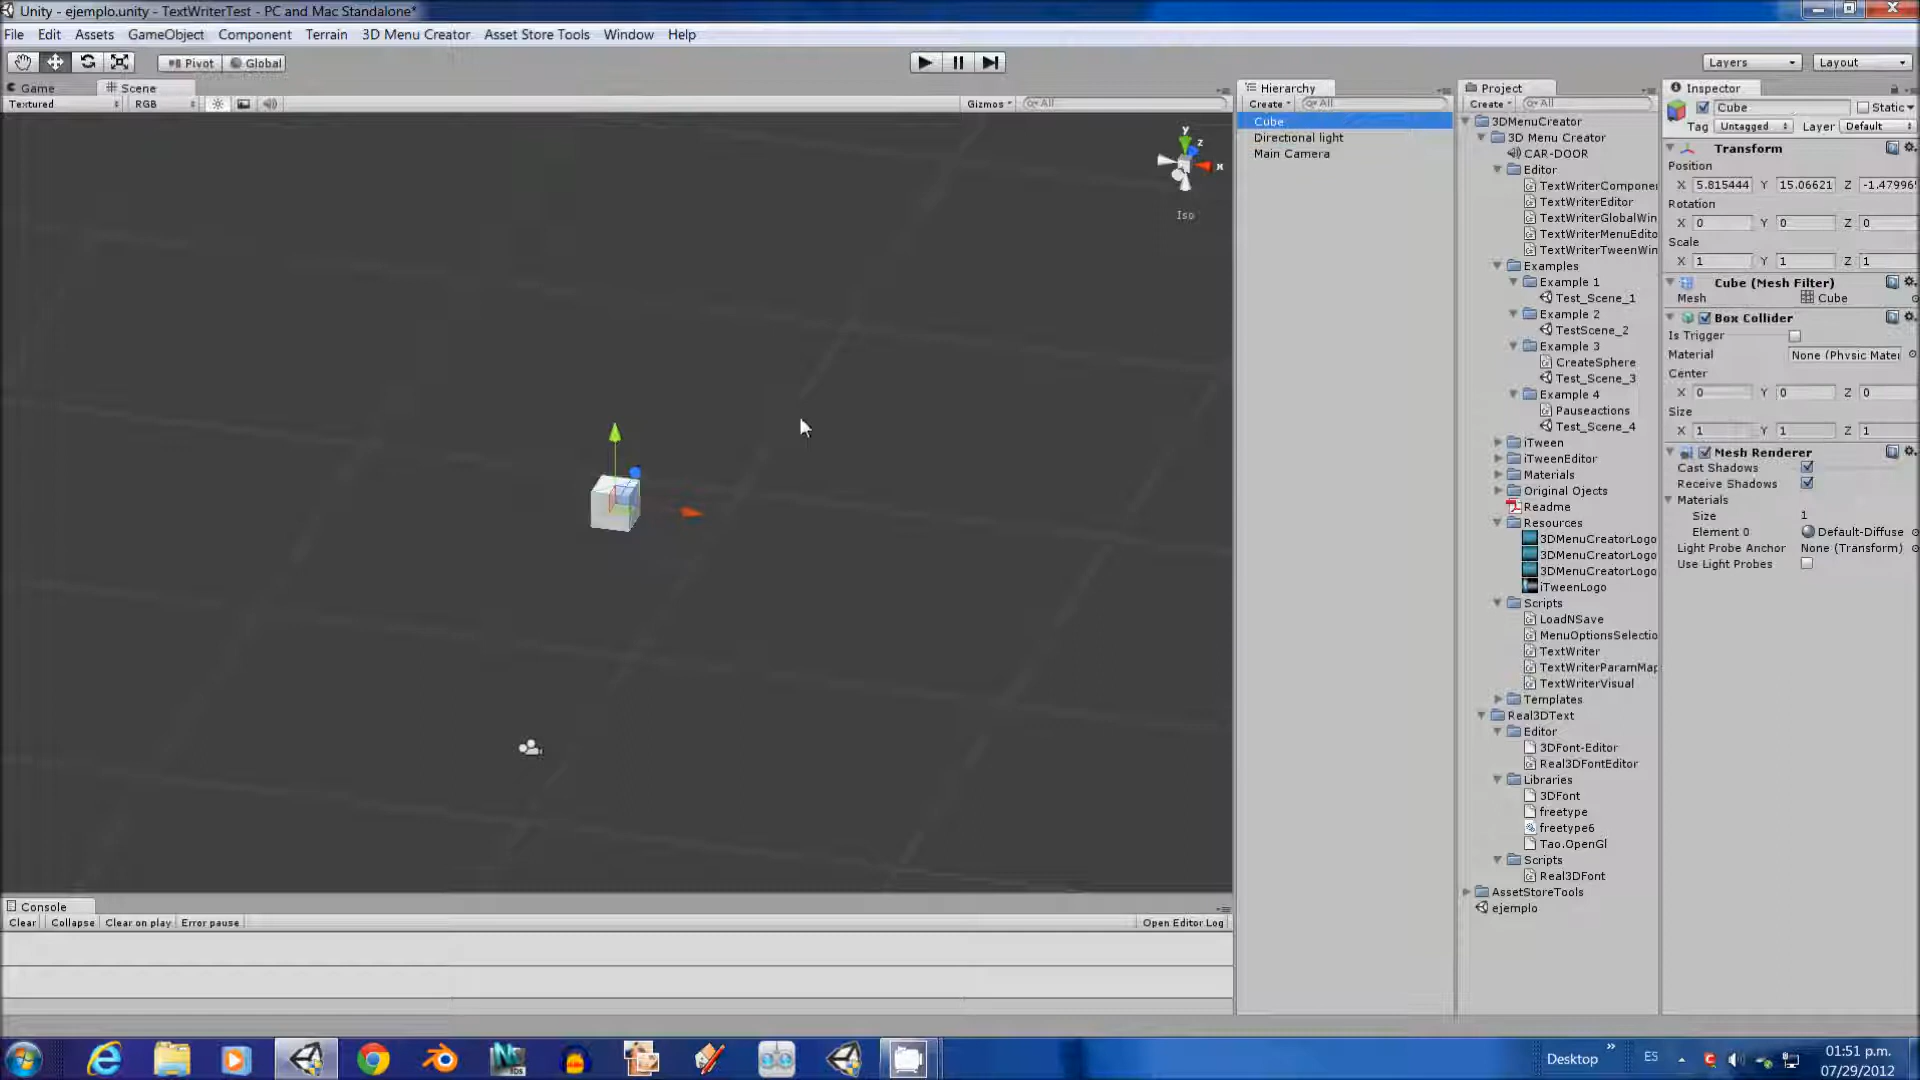 Unity - ejemplo.unity - TextWriterTest - PC and Mac Standalone*
File Edit Assets GameObject Component Terrain 3D Menu Creator Asset Store Tools Window Help
Pivot Global Layers Layout
Game Scene
Textured RGB Gizmos All
y
z
x
Iso
Console
Clear Collapse Clear on play Error pause Open Editor Log
Hierarchy
Create All
Cube
Directional light
Main Camera
Project
Create All
3DMenuCreator
3D Menu Creator
CAR-DOOR
Editor
TextWriterComponen
TextWriterEditor
TextWriterGlobalWin
TextWriterMenuEdito
TextWriterTweenWin
Examples
Example 1
Test_Scene_1
Example 2
TestScene_2
Example 3
CreateSphere
Test_Scene_3
Example 4
Pauseactions
Test_Scene_4
iTween
iTweenEditor
Materials
Original Ojects
Readme
Resources
3DMenuCreatorLogo
3DMenuCreatorLogo
3DMenuCreatorLogo
iTweenLogo
Scripts
LoadNSave
MenuOptionsSelectio
TextWriter
TextWriterParamMap
TextWriterVisual
Templates
Real3DText
Editor
3DFont-Editor
Real3DFontEditor
Libraries
3DFont
freetype
freetype6
Tao.OpenGl
Scripts
Real3DFont
AssetStoreTools
ejemplo
Inspector
Cube Static
Tag Untagged Layer Default
Transform
Position
X 5.815444 Y 15.06621 Z -1.47996
Rotation
X 0 Y 0 Z 0
Scale
X 1 Y 1 Z 1
Cube (Mesh Filter)
Mesh Cube
Box Collider
Is Trigger
Material None (Physic Mater
Center
X 0 Y 0 Z 0
Size
X 1 Y 1 Z 1
Mesh Renderer
Cast Shadows
Receive Shadows
Materials
Size 1
Element 0 Default-Diffuse
Light Probe Anchor None (Transform)
Use Light Probes
Desktop ES 01:51 p.m.
07/29/2012